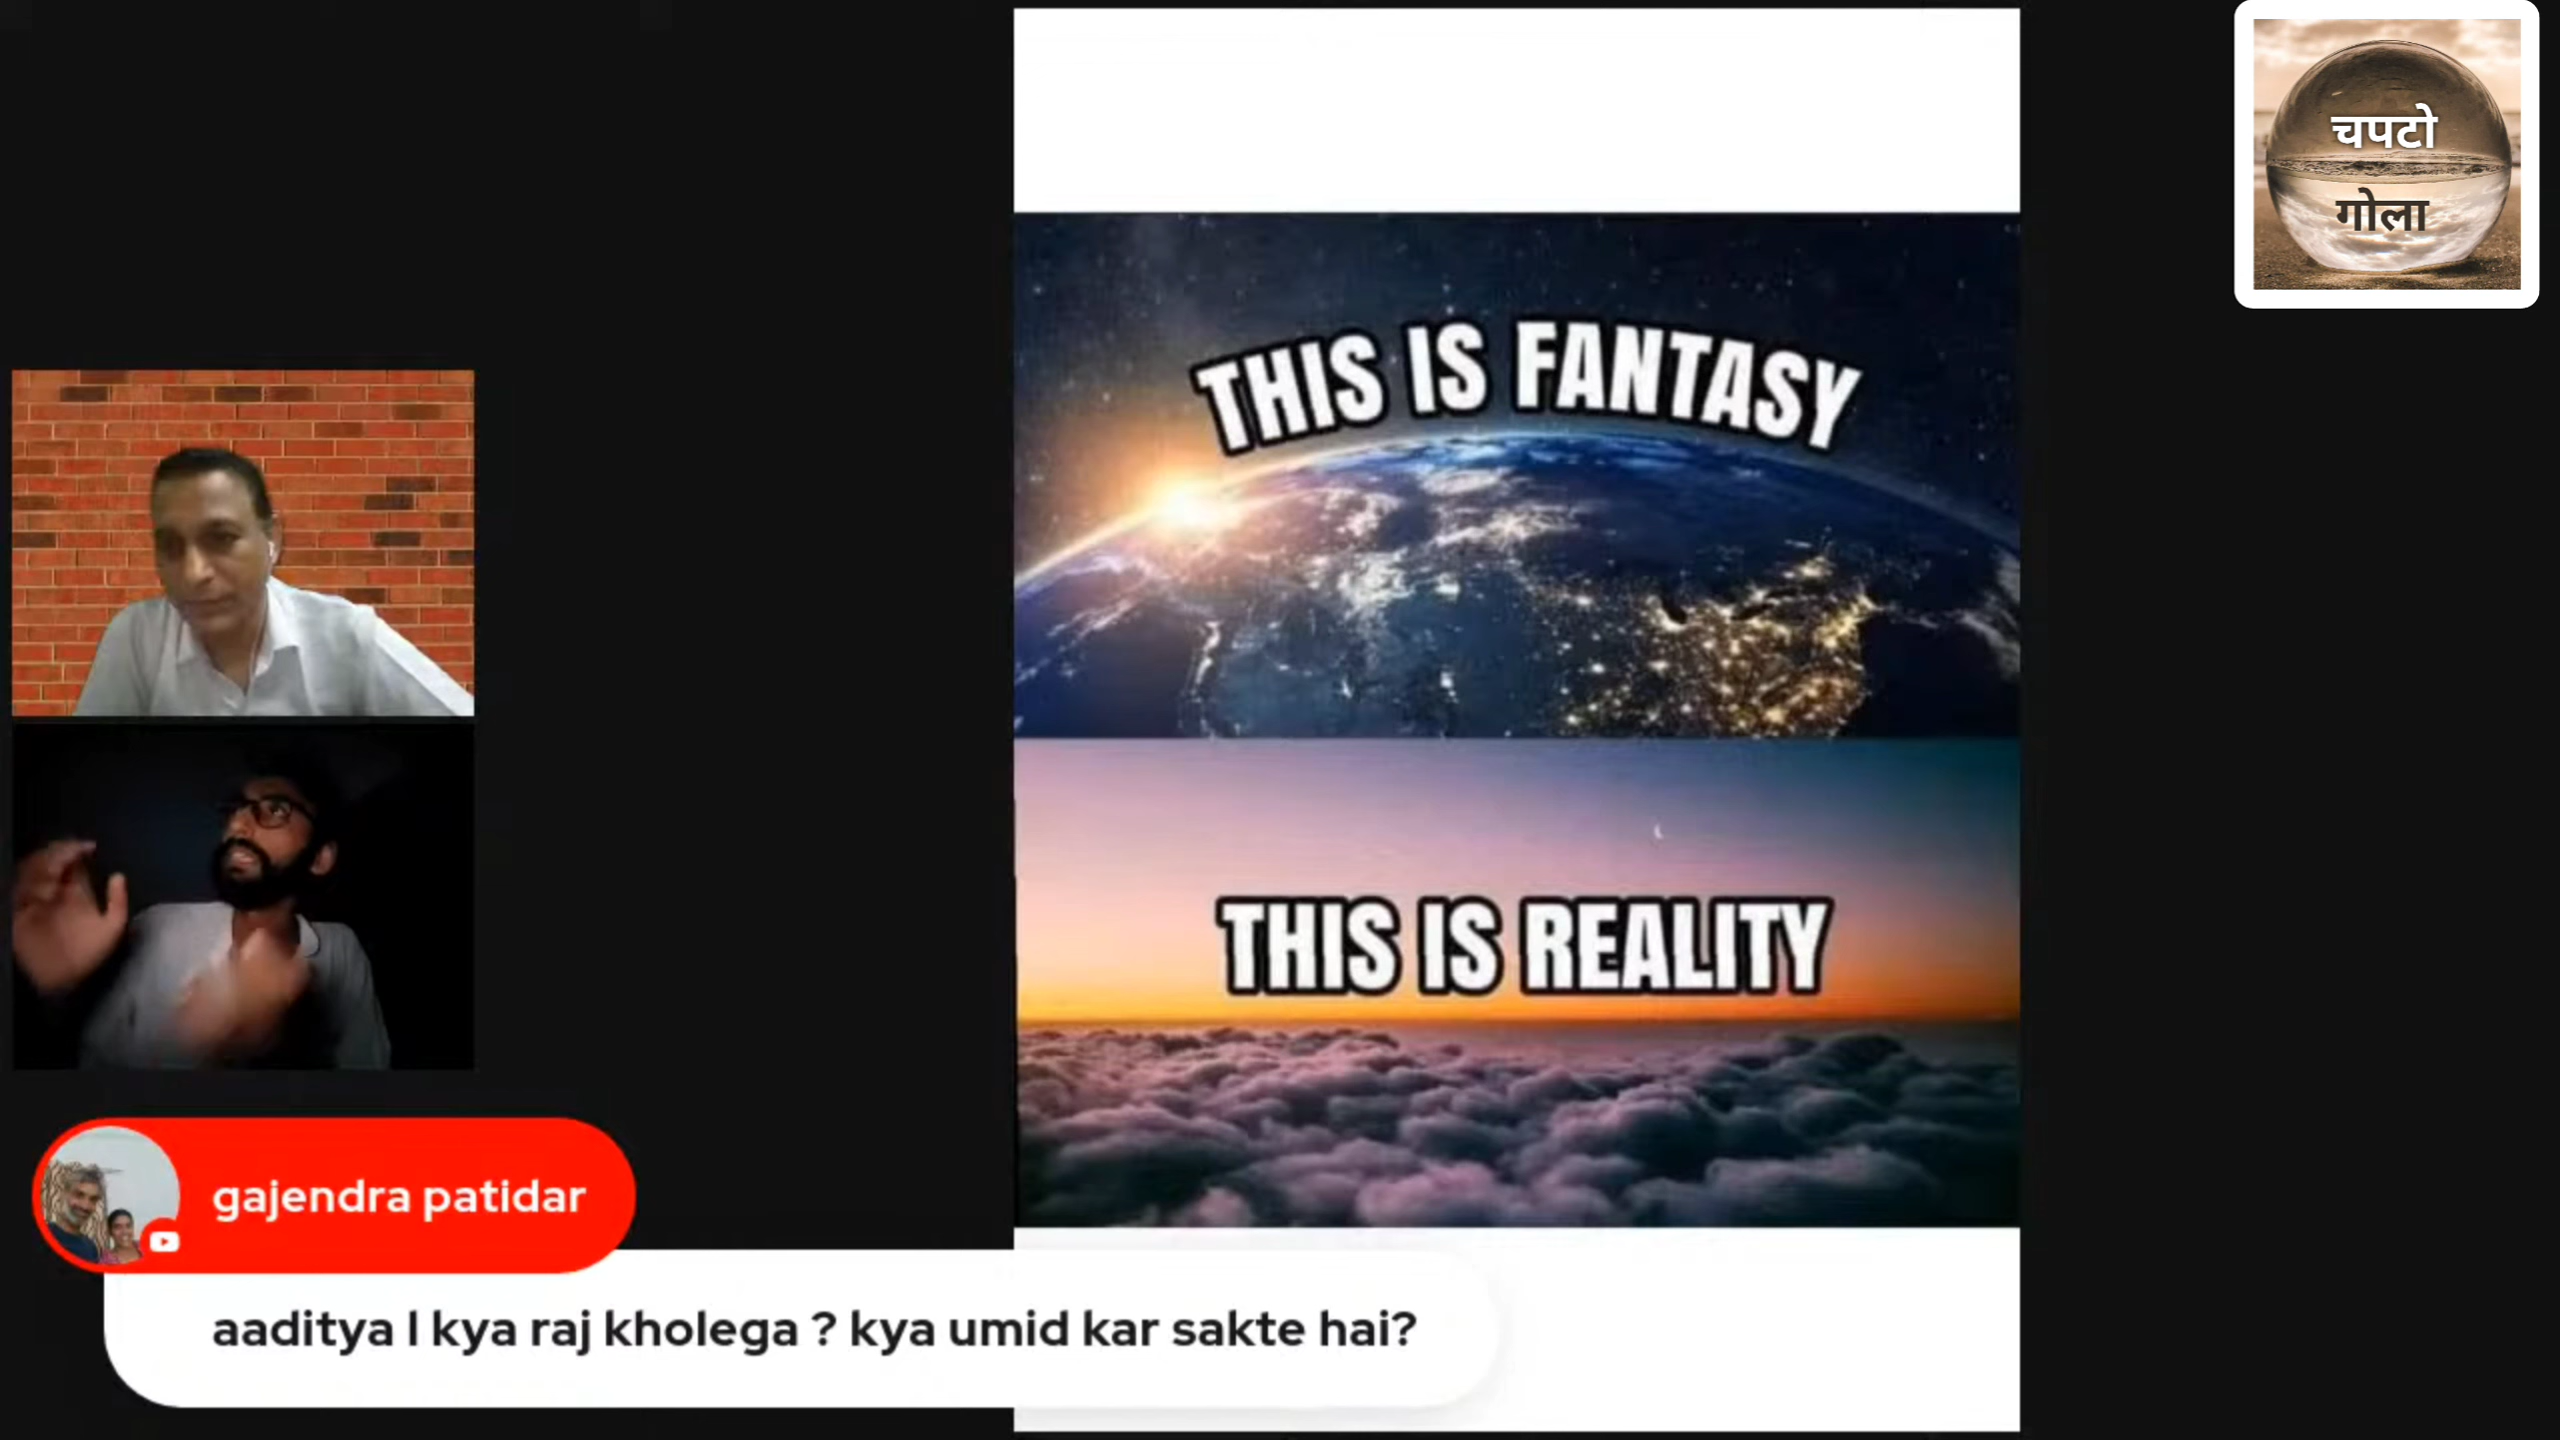 चपटो
गोला
THIS IS FANTASY
THIS IS REALITY
gajendra patidar
aaditya l kya raj kholega ? kya umid kar sakte hai?